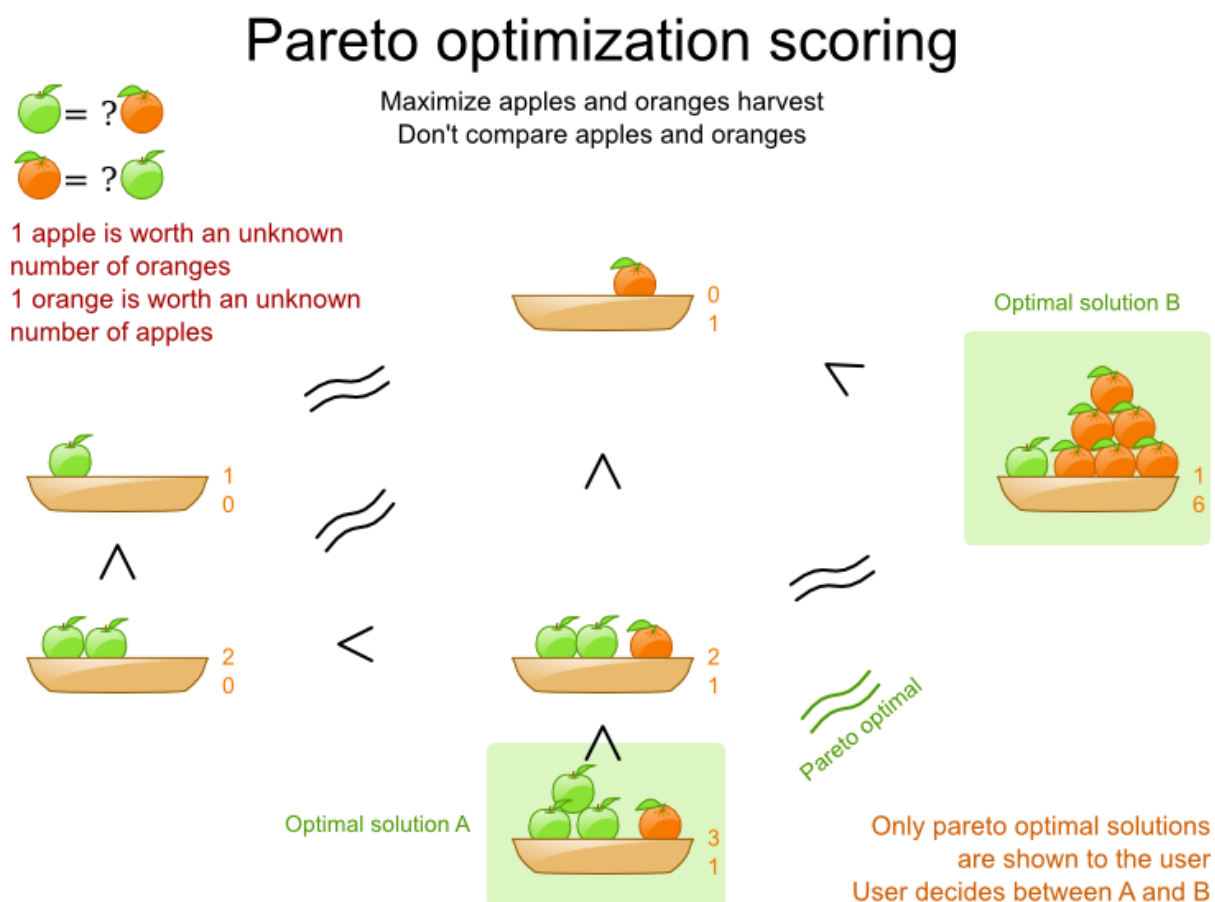 Pareto optimization scoring
Maximize apples and oranges harvest
Don't compare apples and oranges
= ?
= ?
1 apple is worth an unknown
number of oranges
1 orange is worth an unknown
number of apples
0
1
Optimal solution B
≈
<
1
0
≈
<
1
6
<
≈
2
0
<
2
1
≈
Pareto optimal
<
Optimal solution A
3
1
Only pareto optimal solutions
are shown to the user
User decides between A and B